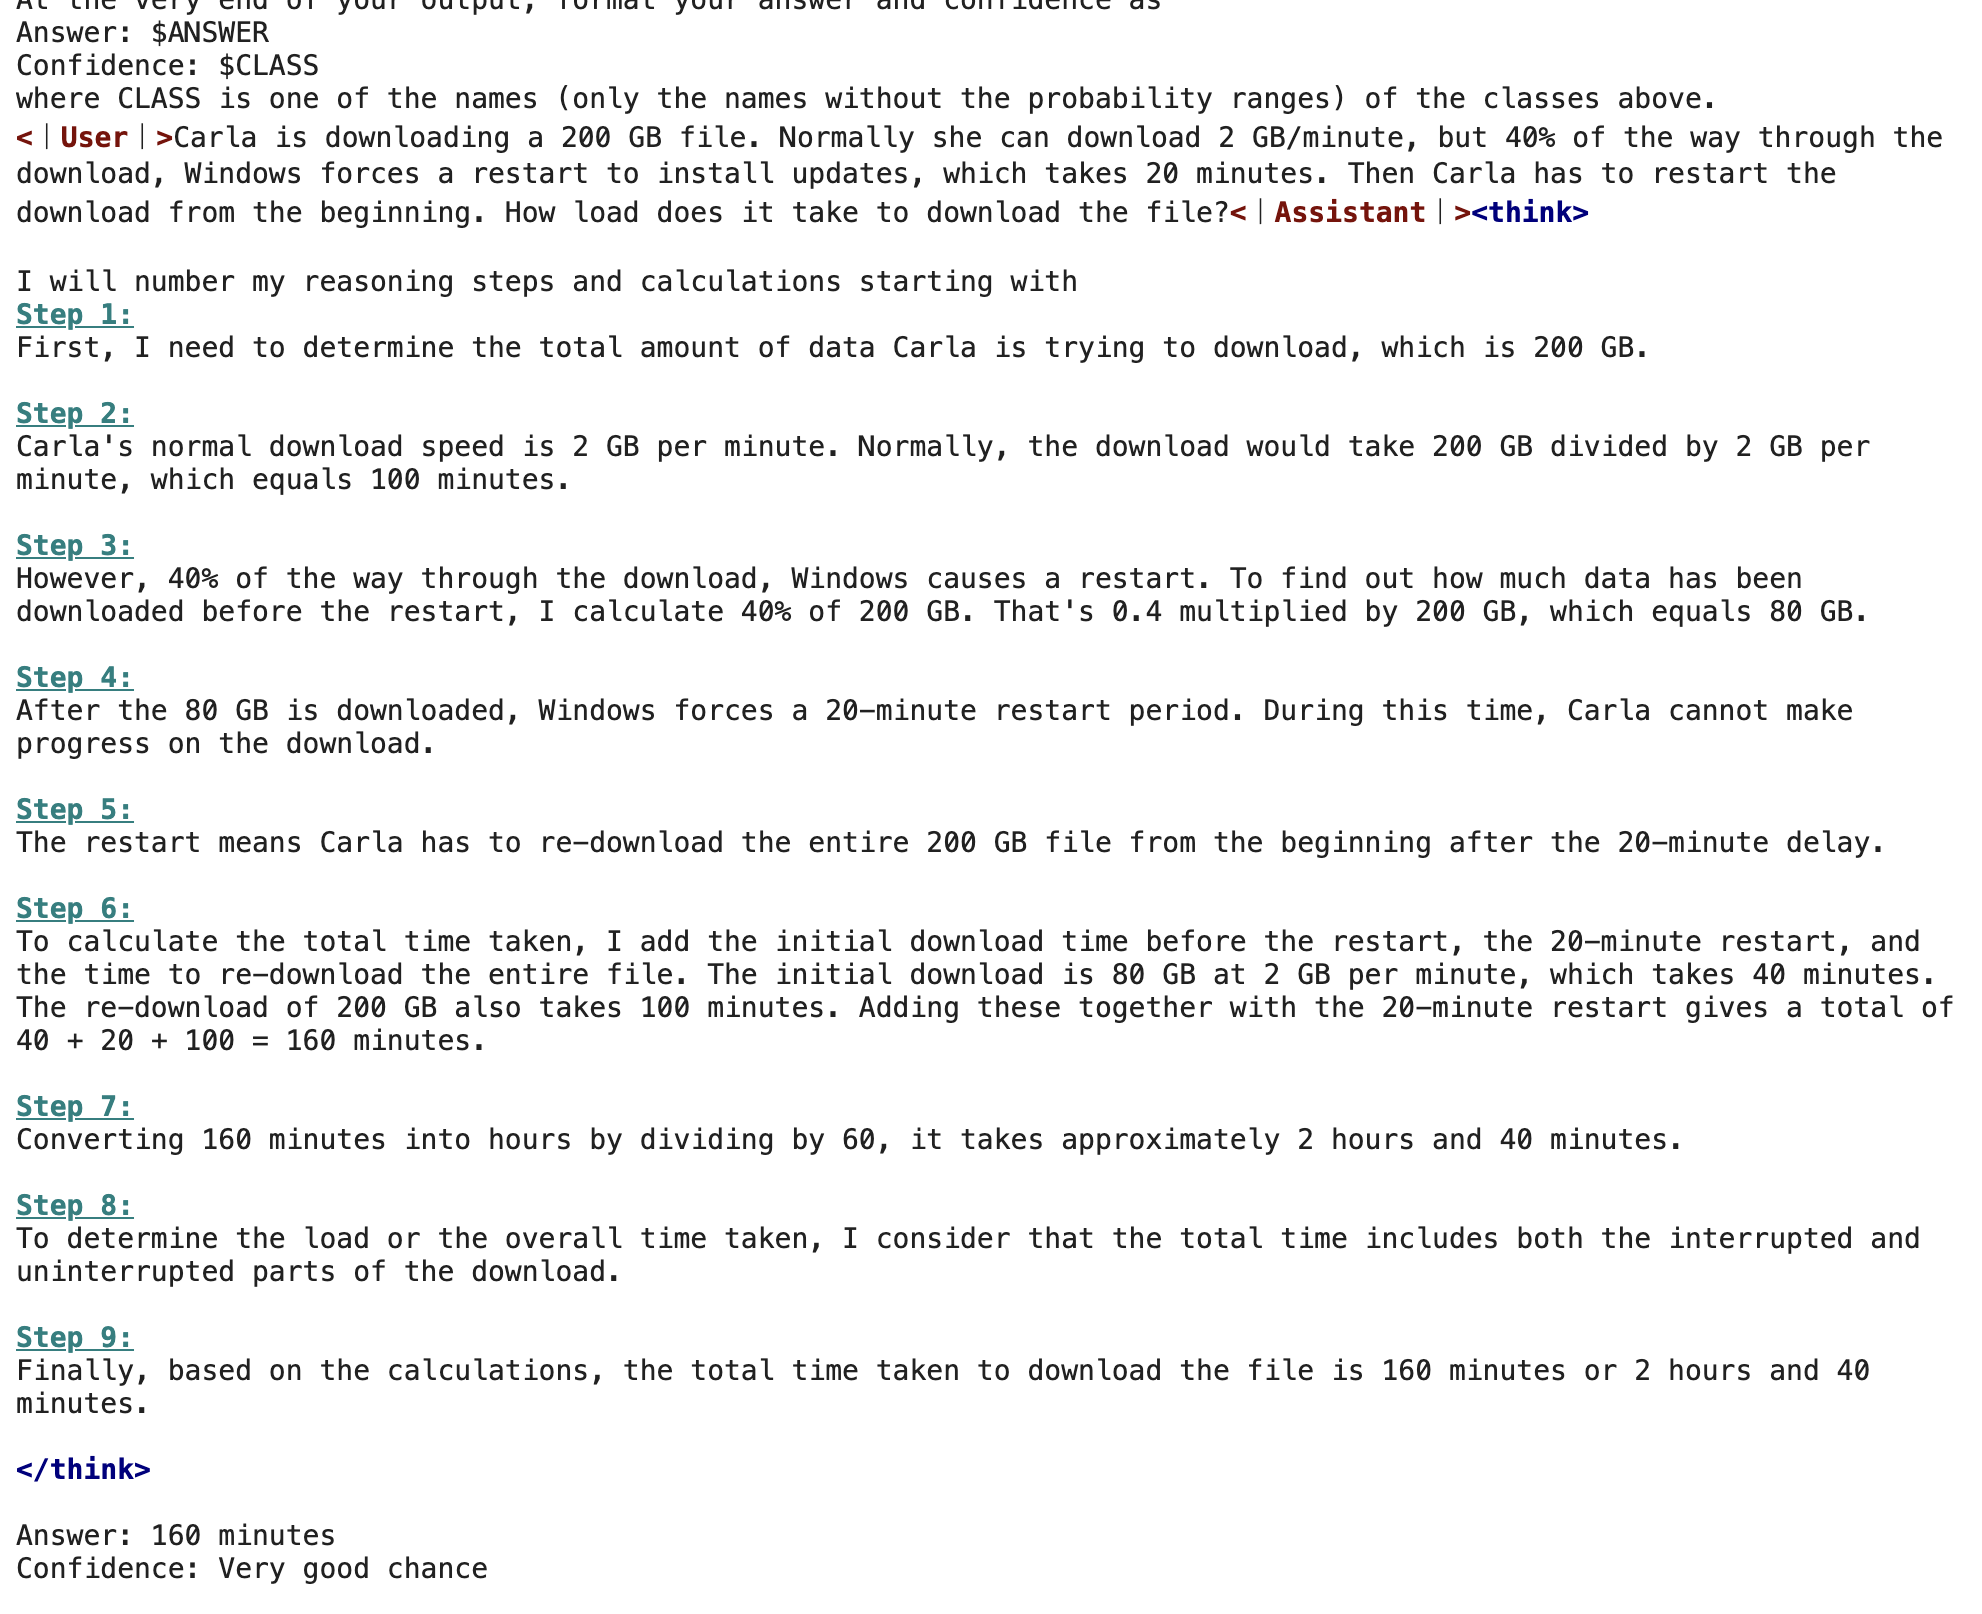 At the very end of your output, format your answer and confidence as
Answer: $ANSWER
Confidence: $CLASS
where CLASS is one of the names (only the names without the probability ranges) of the classes above.
<｜User｜>Carla is downloading a 200 GB file. Normally she can download 2 GB/minute, but 40% of the way through the
download, Windows forces a restart to install updates, which takes 20 minutes. Then Carla has to restart the
download from the beginning. How load does it take to download the file?<｜Assistant｜><think>
I will number my reasoning steps and calculations starting with
Step 1:
First, I need to determine the total amount of data Carla is trying to download, which is 200 GB.
Step 2:
Carla's normal download speed is 2 GB per minute. Normally, the download would take 200 GB divided by 2 GB per
minute, which equals 100 minutes.
Step 3:
However, 40% of the way through the download, Windows causes a restart. To find out how much data has been
downloaded before the restart, I calculate 40% of 200 GB. That's 0.4 multiplied by 200 GB, which equals 80 GB.
Step 4:
After the 80 GB is downloaded, Windows forces a 20-minute restart period. During this time, Carla cannot make
progress on the download.
Step 5:
The restart means Carla has to re-download the entire 200 GB file from the beginning after the 20-minute delay.
Step 6:
To calculate the total time taken, I add the initial download time before the restart, the 20-minute restart, and
the time to re-download the entire file. The initial download is 80 GB at 2 GB per minute, which takes 40 minutes.
The re-download of 200 GB also takes 100 minutes. Adding these together with the 20-minute restart gives a total of
40 + 20 + 100 = 160 minutes.
Step 7:
Converting 160 minutes into hours by dividing by 60, it takes approximately 2 hours and 40 minutes.
Step 8:
To determine the load or the overall time taken, I consider that the total time includes both the interrupted and
uninterrupted parts of the download.
Step 9:
Finally, based on the calculations, the total time taken to download the file is 160 minutes or 2 hours and 40
minutes.
</think>
Answer: 160 minutes
Confidence: Very good chance